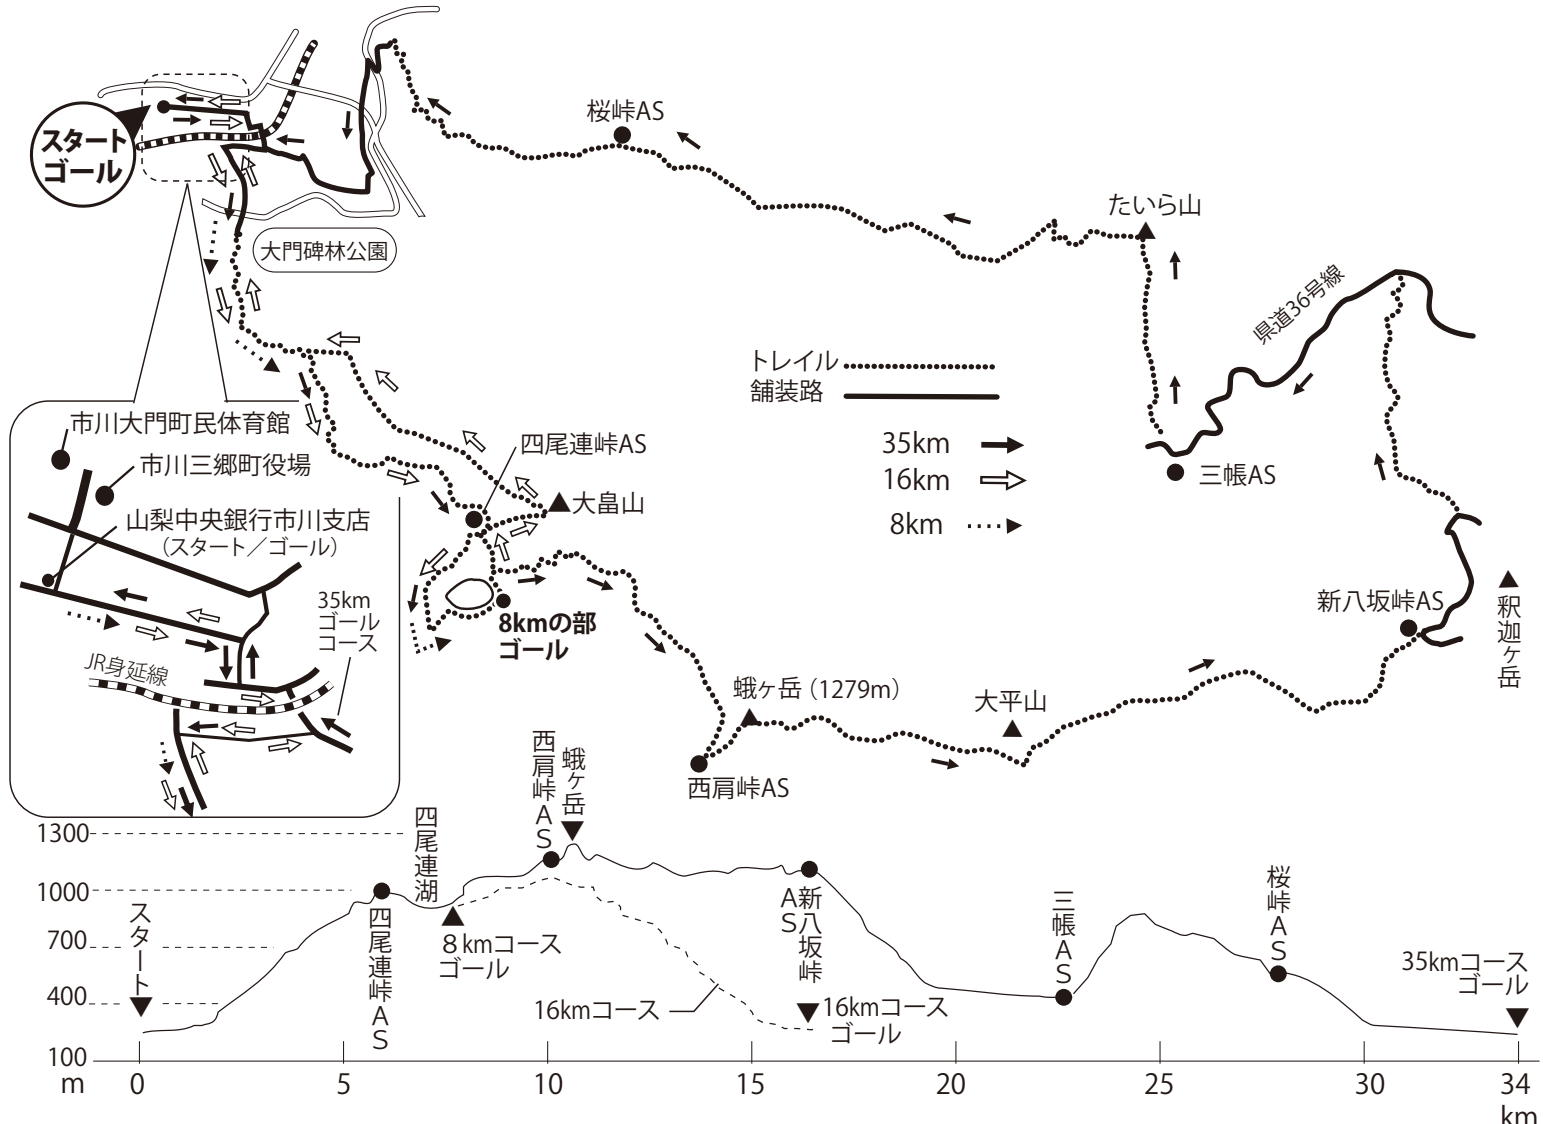 スタート
ゴール
桜峠AS
たいら山
大門碑林公園
県道36号線
トレイル
舗装路
35km
16km
8km
三帳AS
四尾連峠AS
大畠山
8kmの部
ゴール
新八坂峠AS
釈迦ヶ岳
蛾ヶ岳（1279m）
大平山
西肩峠AS
市川大門町民体育館
市川三郷町役場
山梨中央銀行市川支店
（スタート／ゴール）
35km
ゴール
コース
JR身延線
1300
1000
700
400
100
m
スタート
四尾連峠AS
四尾連湖
8kmコース
ゴール
西肩峠AS
蛾ヶ岳
16kmコース
新八坂峠
AS
16kmコース
ゴール
三帳AS
桜峠AS
35kmコース
ゴール
0
5
10
15
20
25
30
34
km